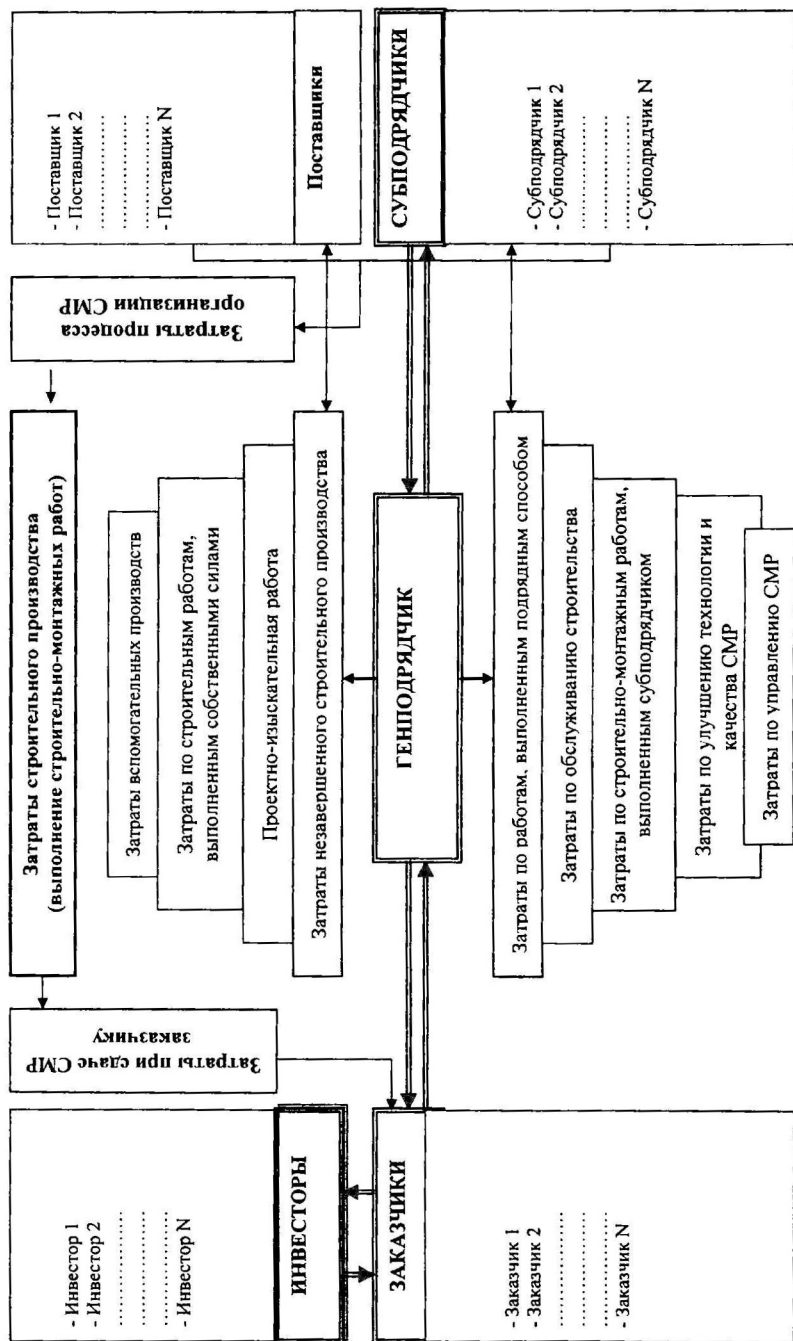 - Инвестор 1
- Инвестор 2
..................
..................
..................
- Инвестор N
ИНВЕСТОРЫ
ЗАКАЗЧИКИ
- Заказчик 1
- Заказчик 2
..................
..................
..................
- Заказчик N
Затраты при сдаче СМР
заказчику
Затраты строительного производства
(выполнение строительно-монтажных работ)
Затраты вспомогательных производств
Затраты по строительным работам,
выполненным собственными силами
Проектно-изыскательная работа
Затраты незавершенного строительного производства
ГЕНПОДРЯДЧИК
Затраты по работам, выполненным подрядным способом
Затраты по обслуживанию строительства
Затраты по строительно-монтажным работам,
выполненным субподрядчиком
Затраты по улучшению технологии и
качества СМР
Затраты по управлению СМР
Затраты процесса
организации СМР
- Поставщик 1
- Поставщик 2
..................
..................
..................
- Поставщик N
Поставщики
СУБПОДРЯДЧИКИ
- Субподрядчик 1
- Субподрядчик 2
..................
..................
..................
- Субподрядчик N